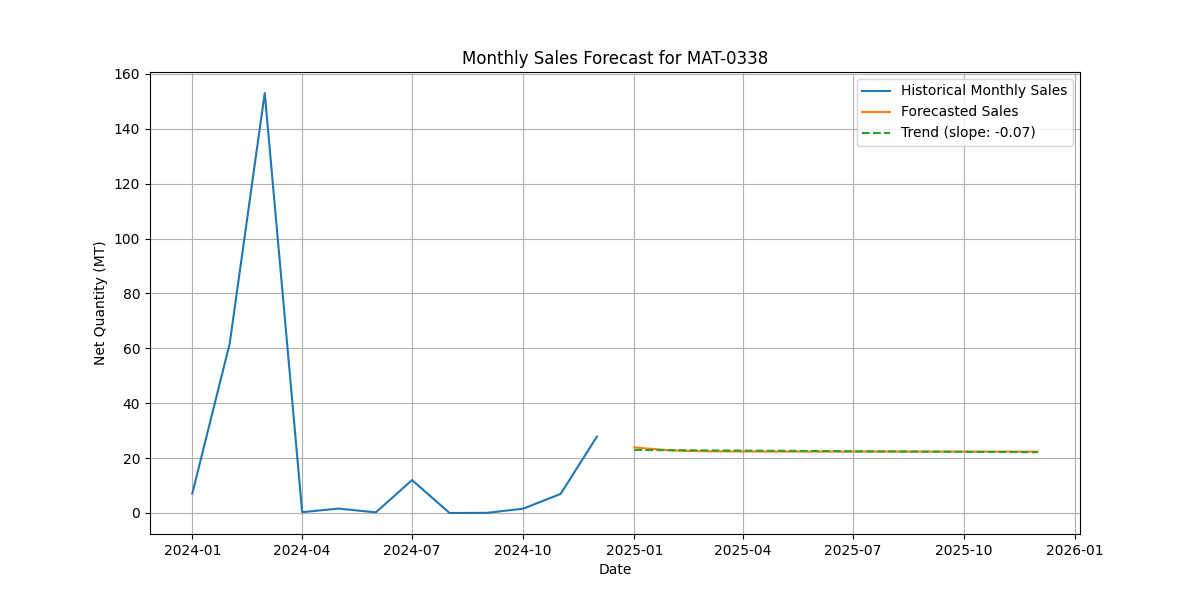 Monthly Sales Forecast for MAT-0338
Historical Monthly Sales
Forecasted Sales
Trend (slope: -0.07)
160
140
120
100
80
60
40
20
0
Net Quantity (MT)
2024-01 2024-04 2024-07 2024-10 2025-01 2025-04 2025-07 2025-10 2026-01
Date